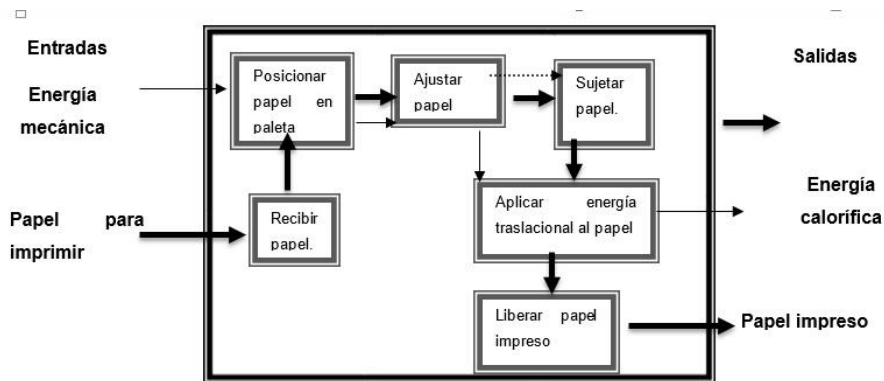 Entradas
Salidas
Energía
mecánica
Posicionar
papel en
paleta
Ajustar
papel
Sujetar
papel.
Papel para
imprimir
Recibir
papel.
Aplicar energía
traslacional al papel
Energía
calorífica
Liberar papel
impreso
Papel impreso